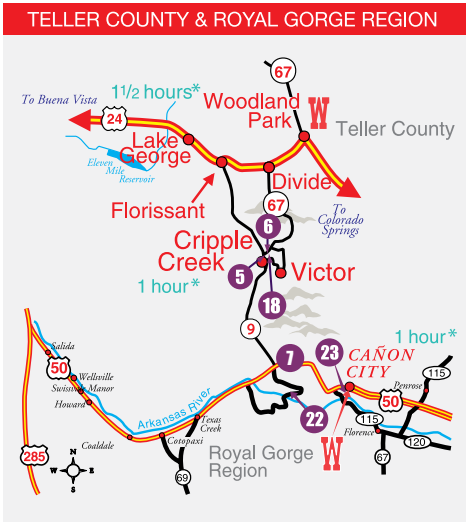 TELLER COUNTY & ROYAL GORGE REGION
67
Woodland
Park
W
Teller County
To Buena Vista
1 1/2 hours*
24
Lake
George
Eleven
Mile
Reservoir
Divide
Florissant
67
To
Colorado
Springs
6
Cripple
Creek
5
Victor
1 hour*
18
9
Salida
50
Wellville
Swissvale Manor
Howard
Coaldale
285
N
W
E
S
Arkansas River
Cotopaxi
Texas
Creek
69
Royal Gorge
Region
7
22
23
CAÑON
CITY
1 hour*
115
Penrose
50
W
115
Florence
120
67